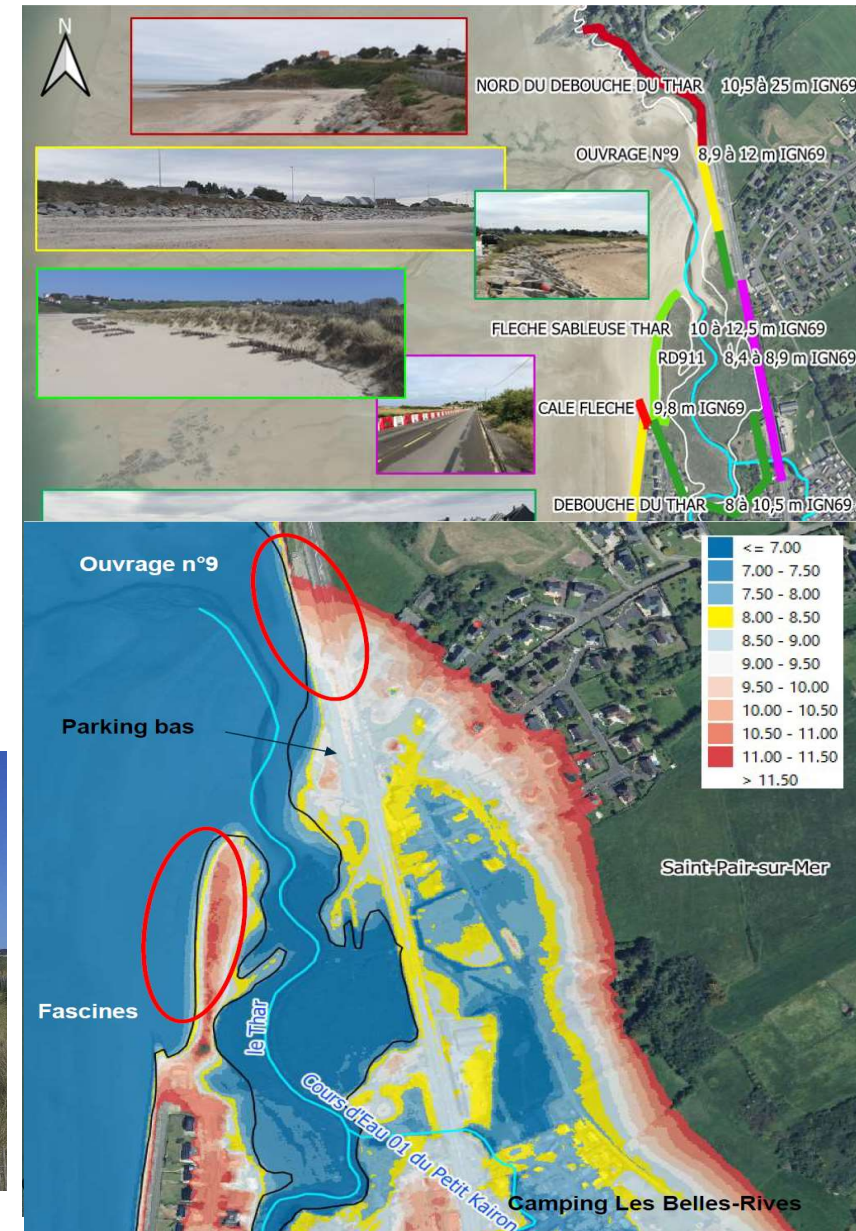 N
NORD DU DEBOUCHE DU THAR 10,5 à 25 m IGN69
OUVRAGE N°9 8,9 à 12 m IGN69
FLECHE SABLEUSE THAR 10 à 12,5 m IGN69
RD911 8,4 à 8,9 m IGN69
CALE FLECHE 9,8 m IGN69
DEBOUCHE DU THAR 8 à 10,5 m IGN69
Ouvrage n°9
Parking bas
Fascines
le Thar
Cours d'Eau 01 du Petit Kairon
Saint-Pair-sur-Mer
Camping Les Belles-Rives
<= 7.00
7.00 - 7.50
7.50 - 8.00
8.00 - 8.50
8.50 - 9.00
9.00 - 9.50
9.50 - 10.00
10.00 - 10.50
10.50 - 11.00
11.00 - 11.50
> 11.50